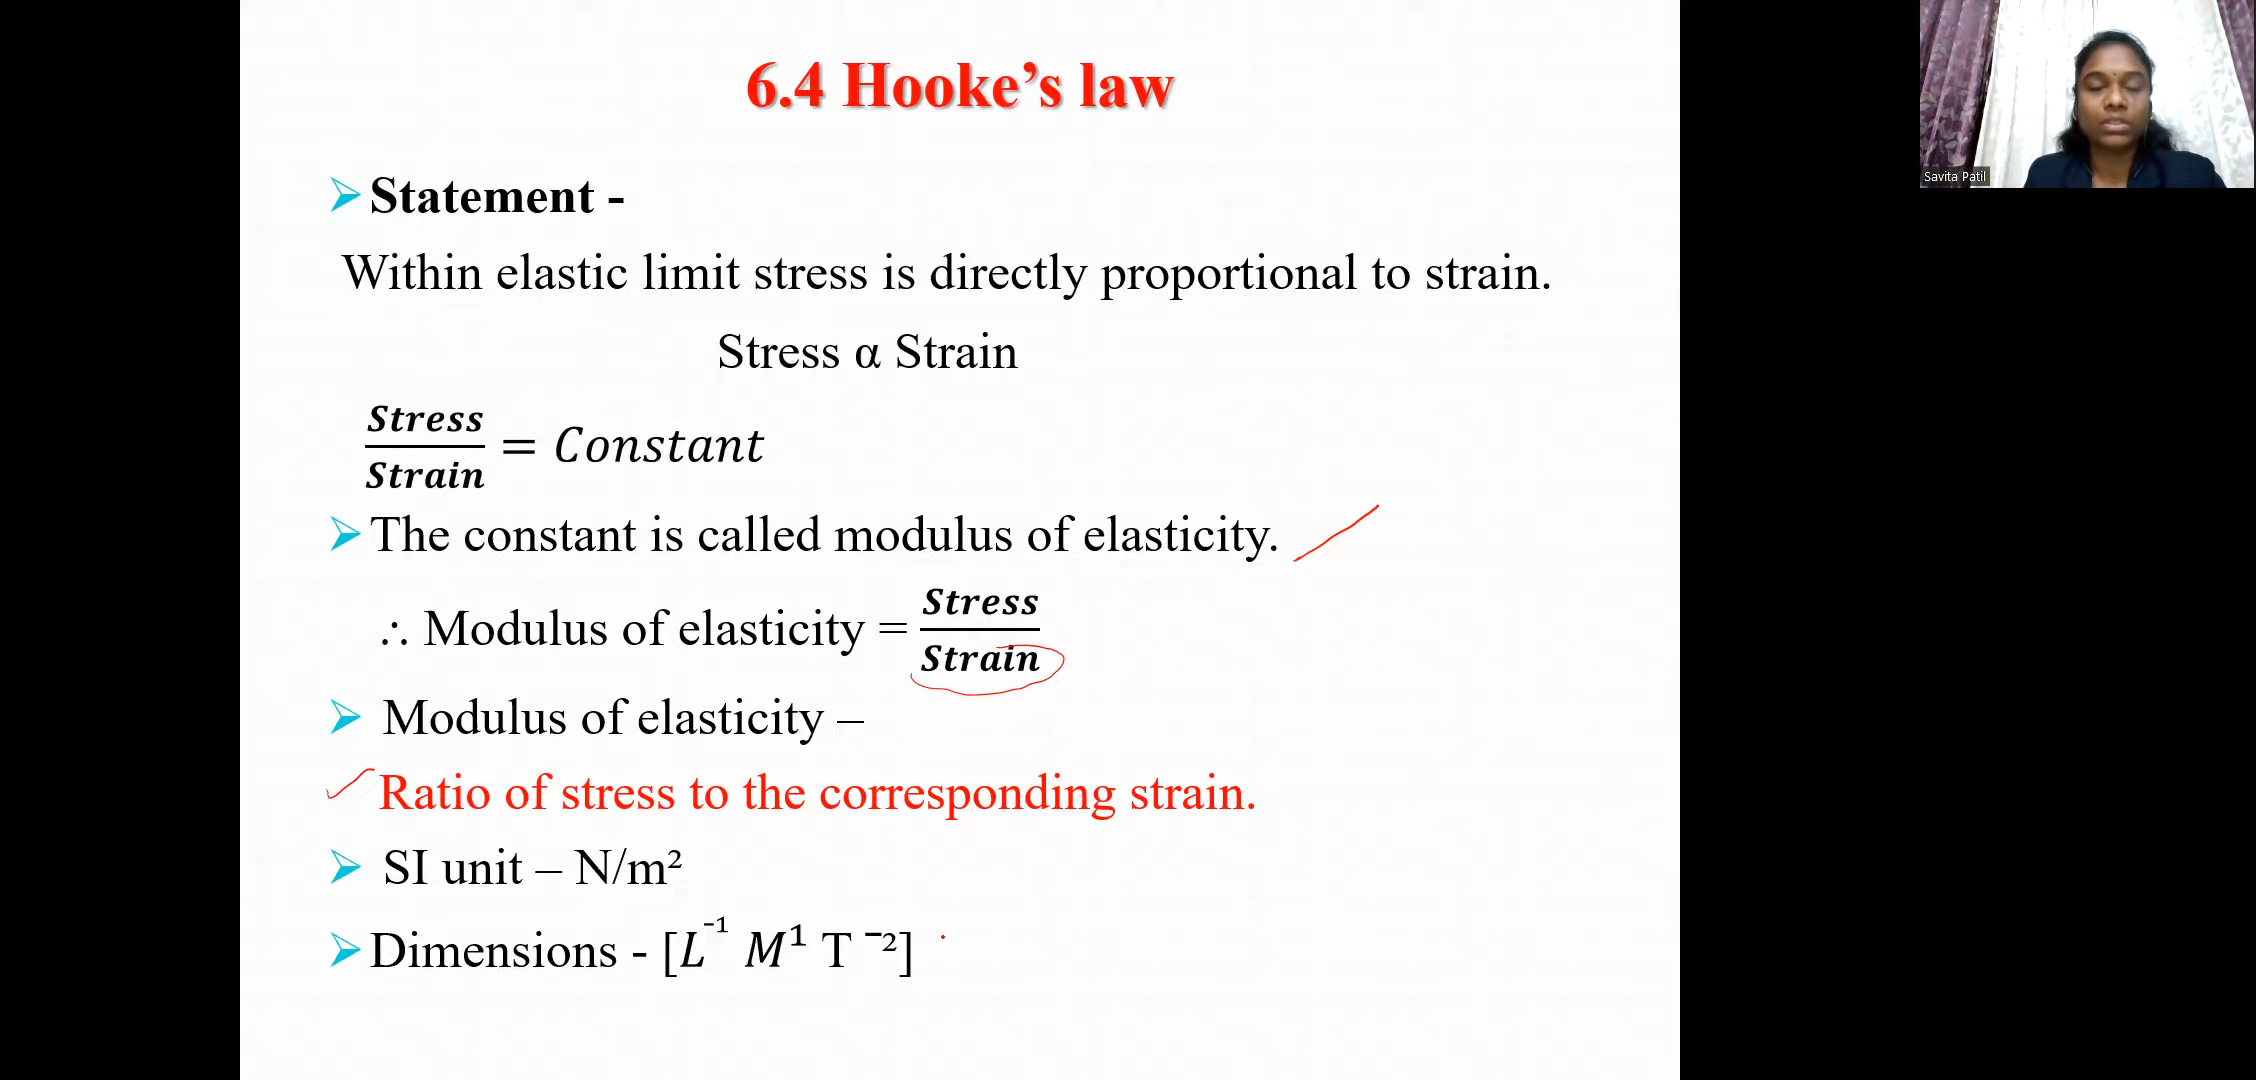 6.4 Hooke’s law
Savita Patil
➢ Statement -
Within elastic limit stress is directly proportional to strain.
Stress α Strain
Stress/Strain = Constant
➢ The constant is called modulus of elasticity.
∴ Modulus of elasticity = Stress/Strain
➢ Modulus of elasticity –
Ratio of stress to the corresponding strain.
➢ SI unit – N/m²
➢ Dimensions - [L⁻¹ M¹ T ⁻²]